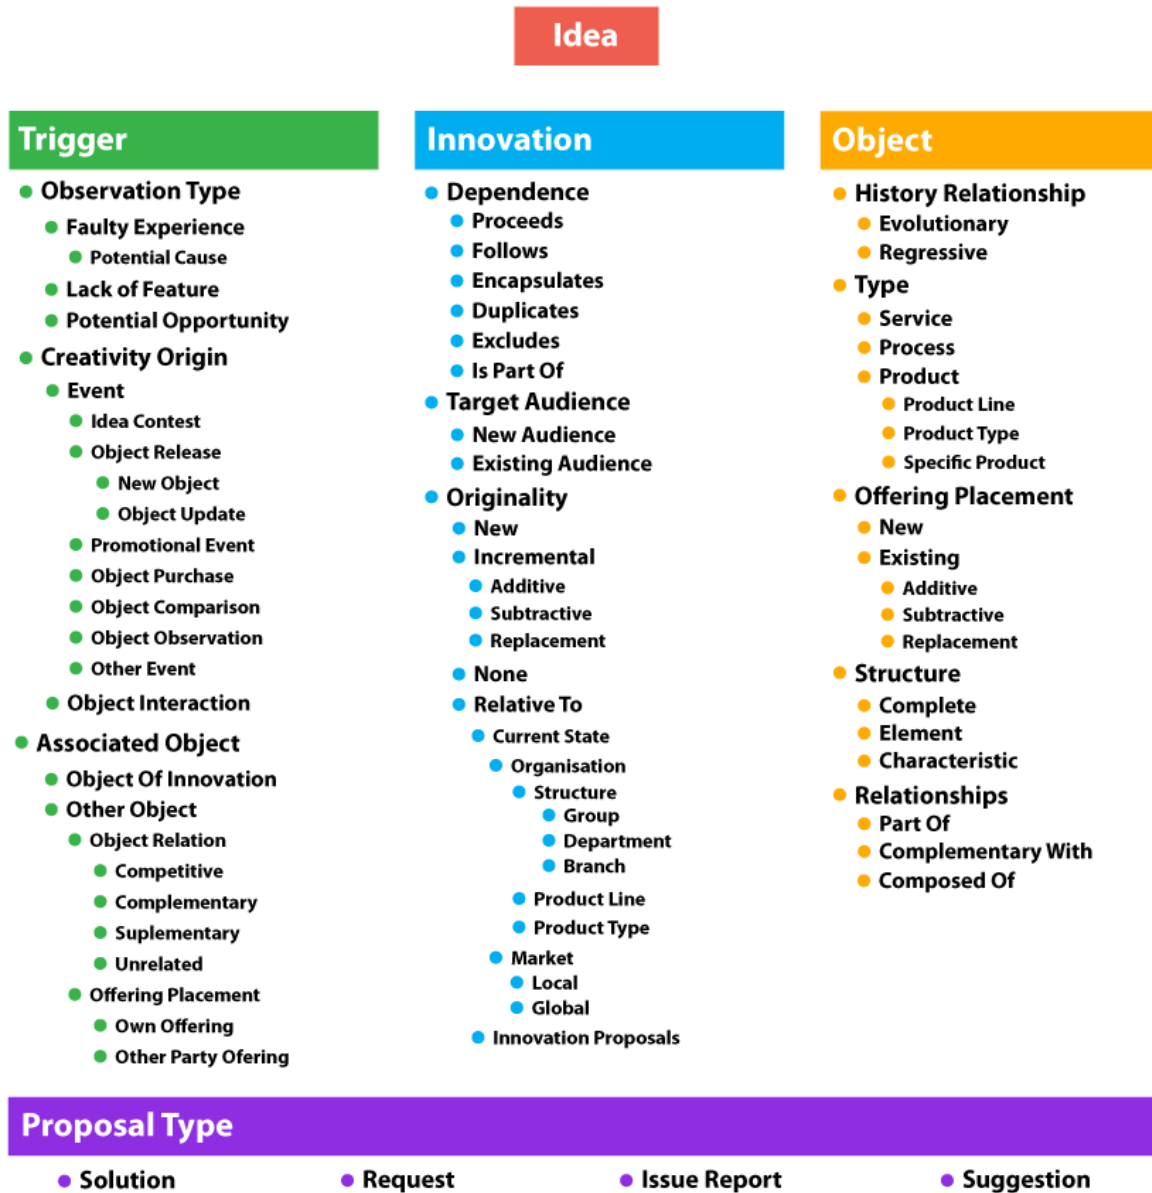 Idea
Trigger
Observation Type
Faulty Experience
Potential Cause
Lack of Feature
Potential Opportunity
Creativity Origin
Event
Idea Contest
Object Release
New Object
Object Update
Promotional Event
Object Purchase
Object Comparison
Object Observation
Other Event
Object Interaction
Associated Object
Object Of Innovation
Other Object
Object Relation
Competitive
Complementary
Suplementary
Unrelated
Offering Placement
Own Offering
Other Party Ofering
Innovation
Dependence
Proceeds
Follows
Encapsulates
Duplicates
Excludes
Is Part Of
Target Audience
New Audience
Existing Audience
Originality
New
Incremental
Additive
Subtractive
Replacement
None
Relative To
Current State
Organisation
Structure
Group
Department
Branch
Product Line
Product Type
Market
Local
Global
Innovation Proposals
Object
History Relationship
Evolutionary
Regressive
Type
Service
Process
Product
Product Line
Product Type
Specific Product
Offering Placement
New
Existing
Additive
Subtractive
Replacement
Structure
Complete
Element
Characteristic
Relationships
Part Of
Complementary With
Composed Of
Proposal Type
Solution
Request
Issue Report
Suggestion